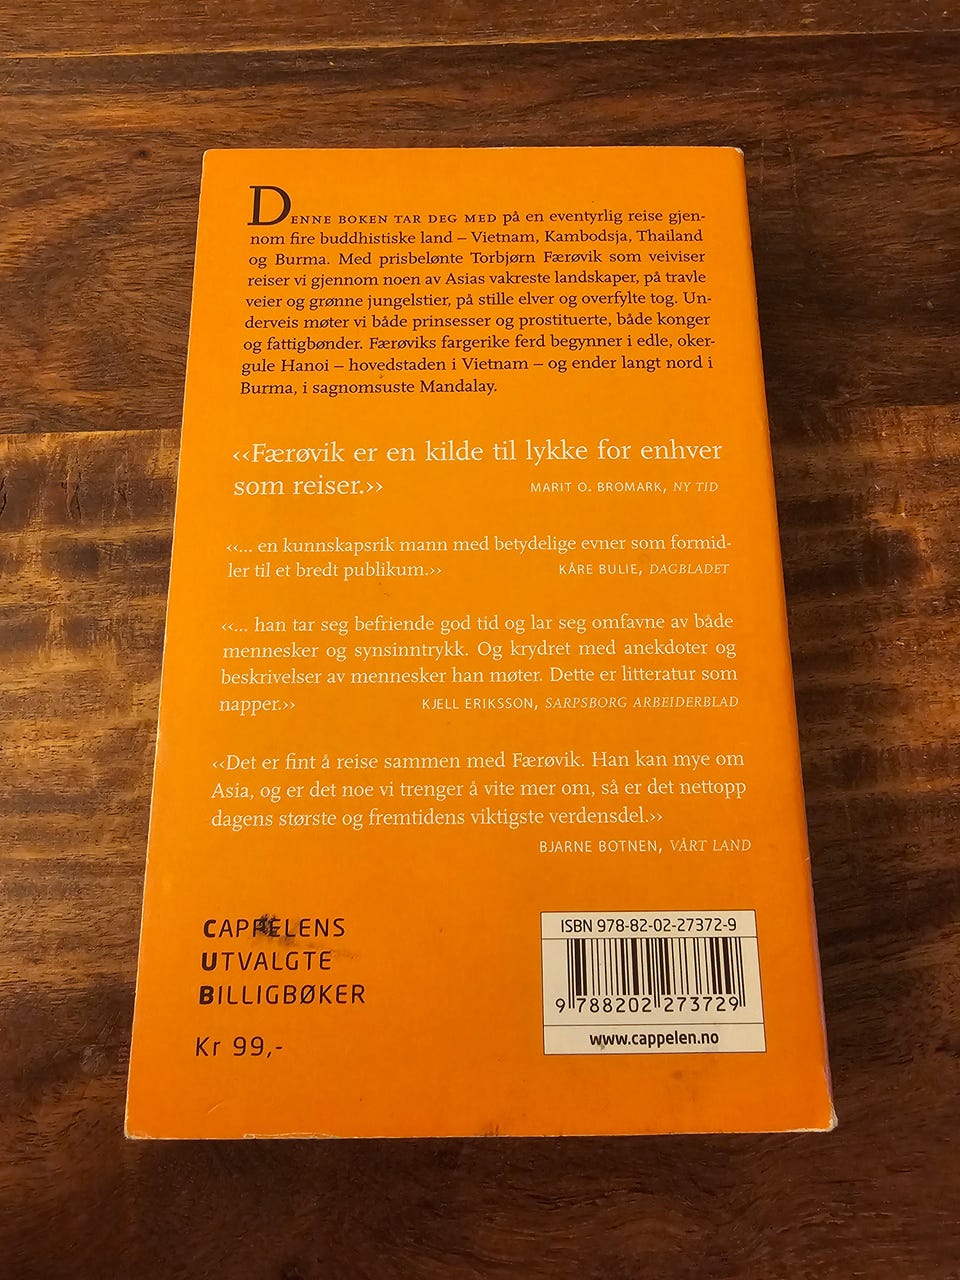 DENNE BOKEN TAR DEG MED på en eventyrlig reise gjen-
nom fire buddhistiske land – Vietnam, Kambodsja, Thailand
og Burma. Med prisbelønte Torbjørn Færøvik som veiviser
reiser vi gjennom noen av Asias vakreste landskaper, på travle
veier og grønne jungelstier, på stille elver og overfylte tog. Un-
derveis møter vi både prinsesser og prostituerte, både konger
og fattigbønder. Færøviks fargerike ferd begynner i edle, oker-
gule Hanoi – hovedstaden i Vietnam – og ender langt nord i
Burma, i sagnomsuste Mandalay.
‹‹Færøvik er en kilde til lykke for enhver
som reiser.›› MARIT O. BROMARK, NY TID
‹‹... en kunnskapsrik mann med betydelige evner som formid-
ler til et bredt publikum.›› KÅRE BULIE, DAGBLADET
‹‹... han tar seg befriende god tid og lar seg omfavne av både
mennesker og synsinntrykk. Og krydret med anekdoter og
beskrivelser av mennesker han møter. Dette er litteratur som
napper.›› KJELL ERIKSSON, SARPSBORG ARBEIDERBLAD
‹‹Det er fint å reise sammen med Færøvik. Han kan mye om
Asia, og er det noe vi trenger å vite mer om, så er det nettopp
dagens største og fremtidens viktigste verdensdel.››
BJARNE BOTNEN, VÅRT LAND
CAPPELENS
UTVALGTE
BILLIGBØKER
Kr 99,-
ISBN 978-82-02-27372-9
9 788202 273729
www.cappelen.no